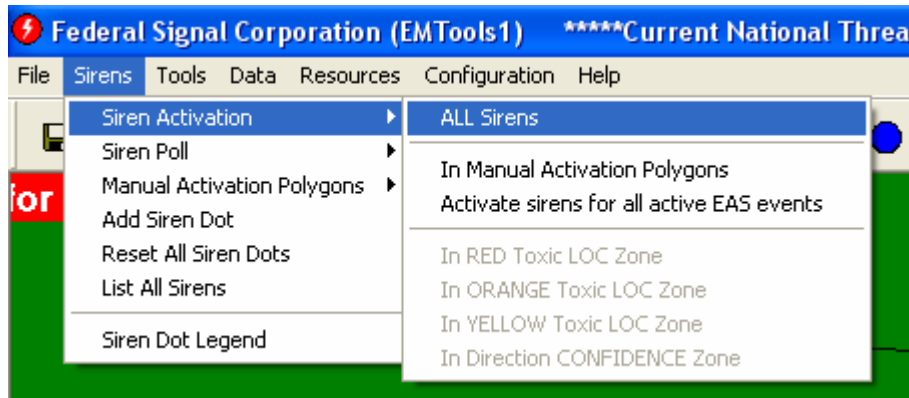 Federal Signal Corporation (EMTools1) *****Current National Threa
File Sirens Tools Data Resources Configuration Help
for
Siren Activation
Siren Poll
Manual Activation Polygons
Add Siren Dot
Reset All Siren Dots
List All Sirens
Siren Dot Legend
ALL Sirens
In Manual Activation Polygons
Activate sirens for all active EAS events
In RED Toxic LOC Zone
In ORANGE Toxic LOC Zone
In YELLOW Toxic LOC Zone
In Direction CONFIDENCE Zone